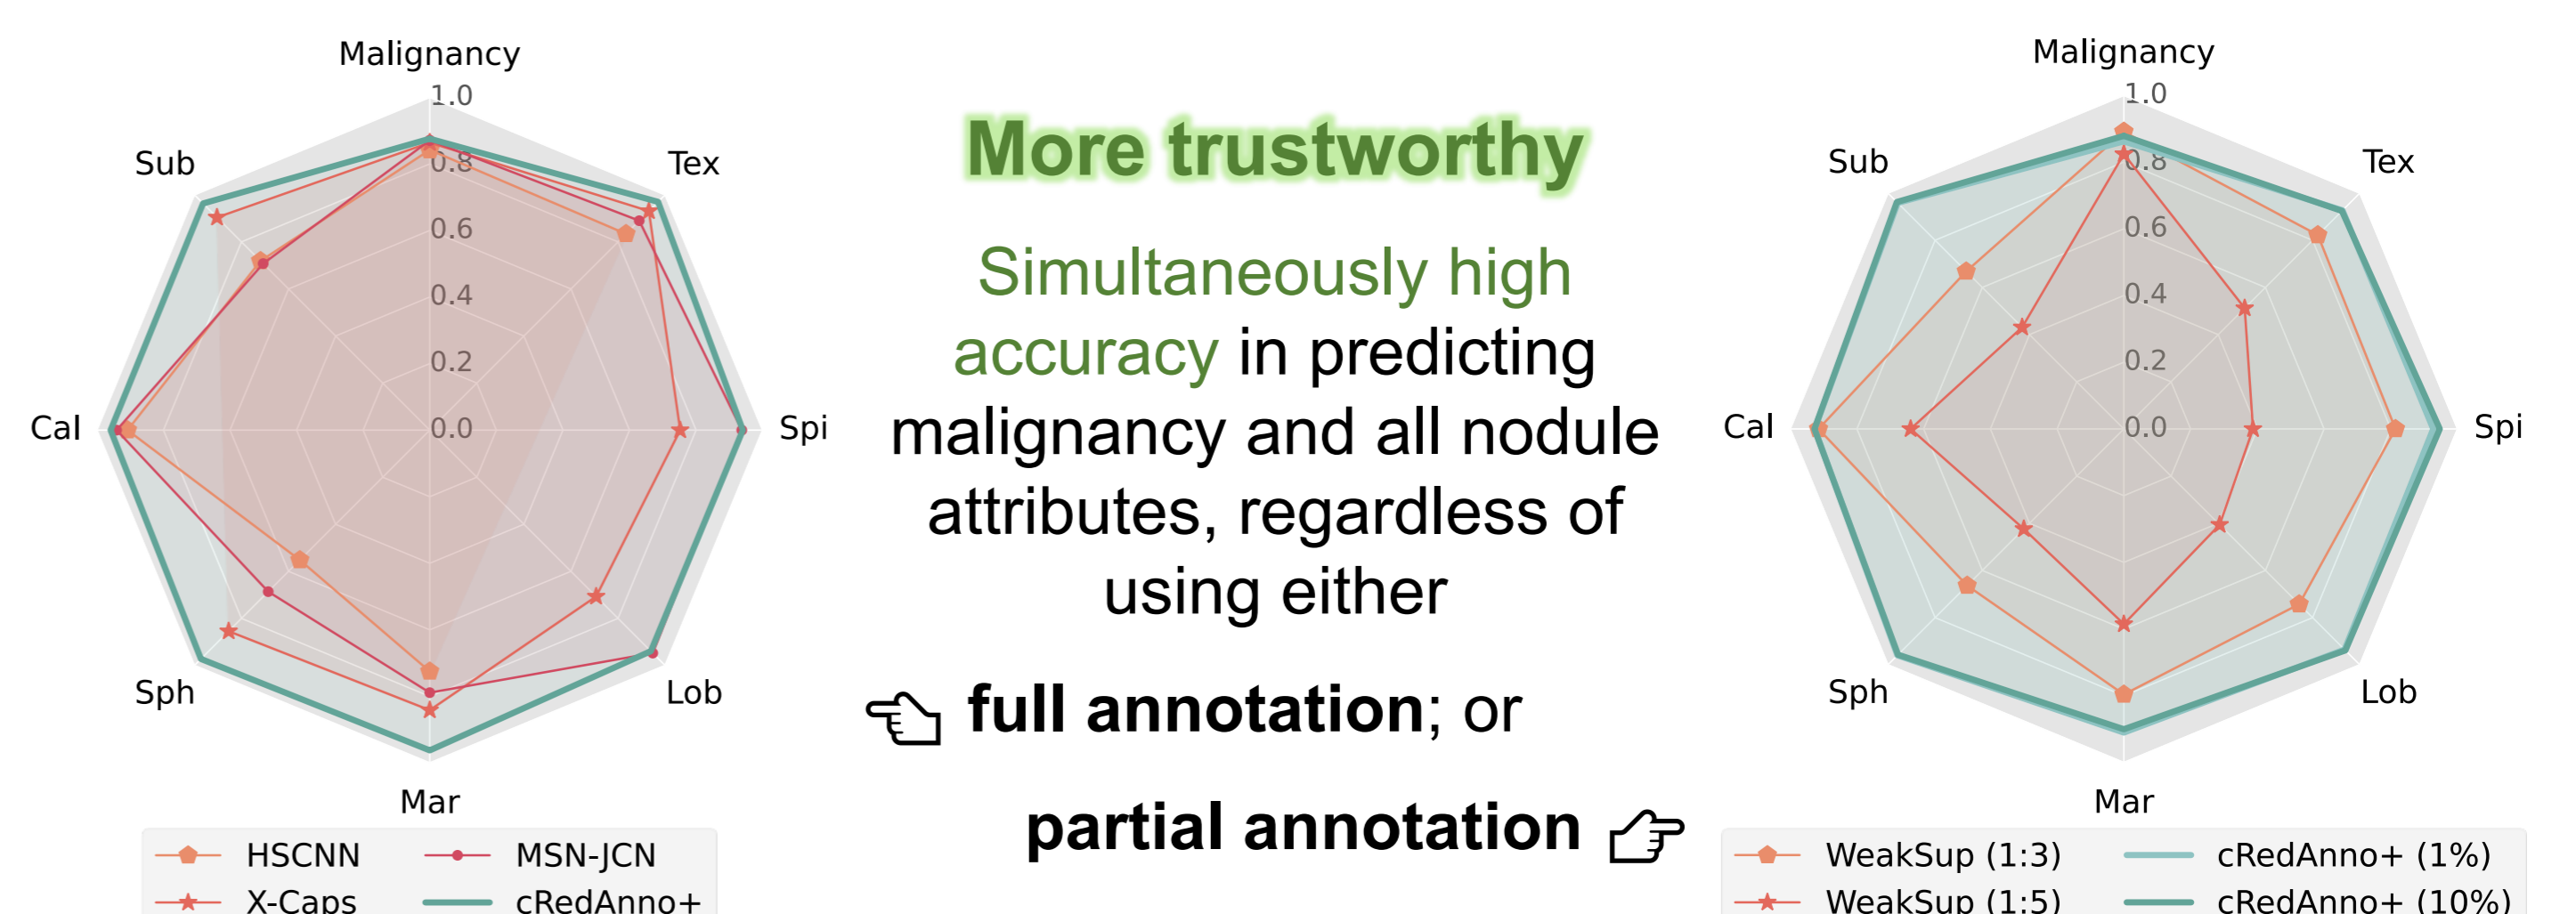 Malignancy
1.0
Sub
Tex
0.8
0.6
0.4
0.2
Cal
0.0
Spi
Sph
Lob
Mar
HSCNN
MSN-JCN
X-Caps
cRedAnno+
More trustworthy
Simultaneously high
accuracy in predicting
malignancy and all nodule
attributes, regardless of
using either
full annotation; or
partial annotation
Malignancy
1.0
Sub
Tex
0.8
0.6
0.4
0.2
Cal
0.0
Spi
Sph
Lob
Mar
WeakSup (1:3)
cRedAnno+ (1%)
WeakSup (1:5)
cRedAnno+ (10%)